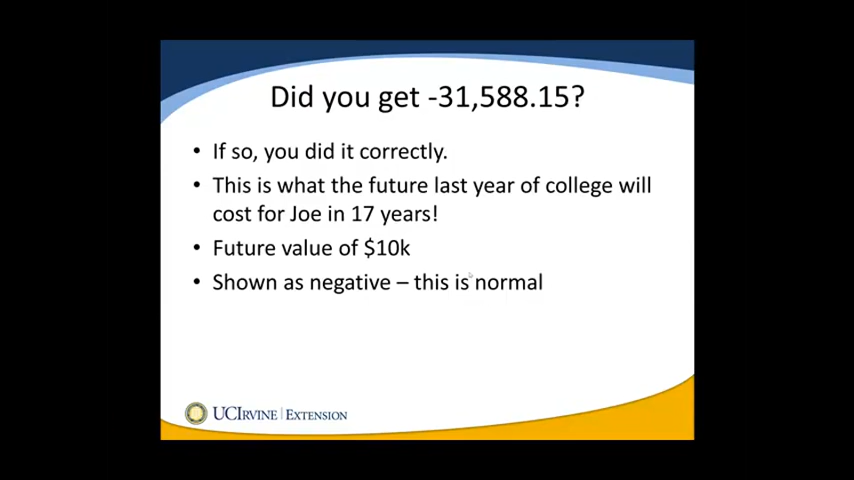 Did you get -31,588.15?
• If so, you did it correctly.
• This is what the future last year of college will
cost for Joe in 17 years!
• Future value of $10k
• Shown as negative – this is normal
UCIRVINE | EXTENSION